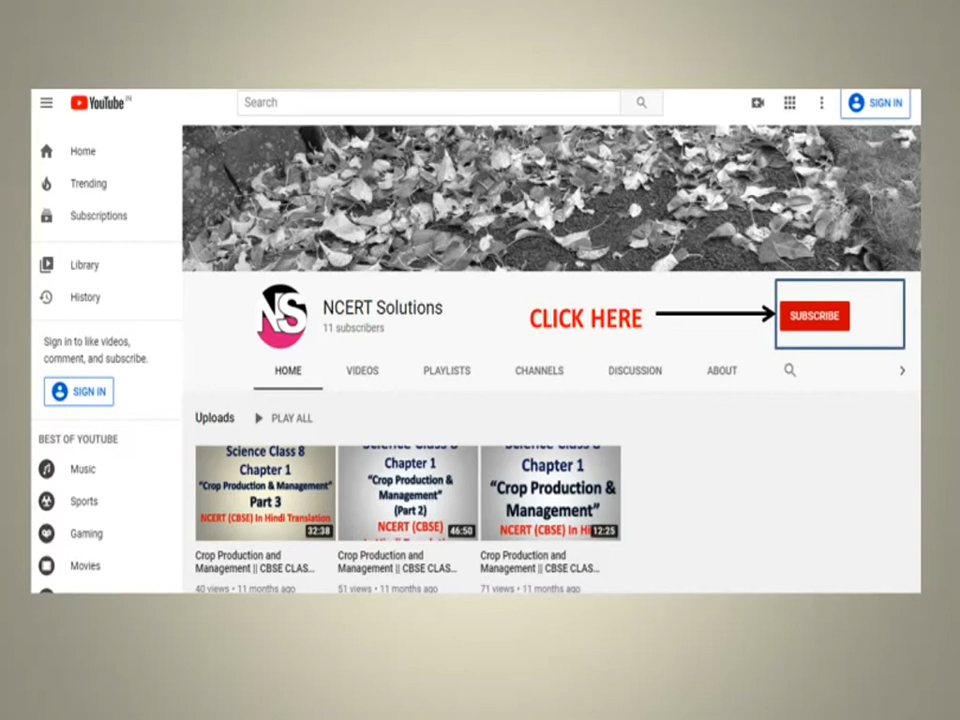 YouTube IN
Search
SIGN IN
Home
Trending
Subscriptions
Library
History
Sign in to like videos,
comment, and subscribe.
SIGN IN
BEST OF YOUTUBE
Music
Sports
Gaming
Movies
NS
NCERT Solutions
11 subscribers
CLICK HERE
SUBSCRIBE
HOME VIDEOS PLAYLISTS CHANNELS DISCUSSION ABOUT
Uploads PLAY ALL
Science Class 8
Chapter 1
"Crop Production & Management"
Part 3
NCERT (CBSE) In Hindi Translation
32:38
Crop Production and
Management || CBSE CLAS...
40 views • 11 months ago
Chapter 1
"Crop Production &
Management"
(Part 2)
NCERT (CBSE)
46:50
Crop Production and
Management || CBSE CLAS...
51 views • 11 months ago
Chapter 1
"Crop Production &
Management"
NCERT (CBSE) In Hi
12:25
Crop Production and
Management || CBSE CLAS...
71 views • 11 months ago